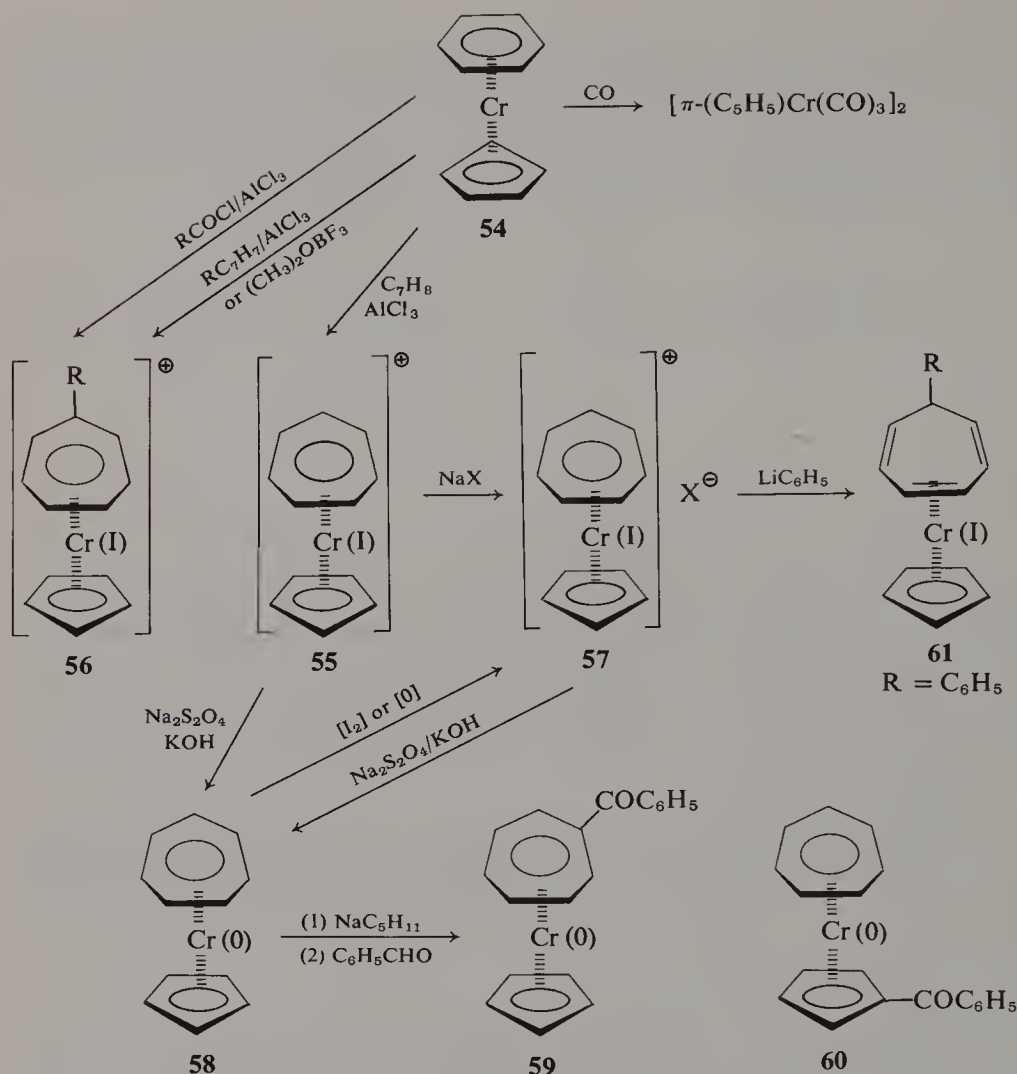 Cr
CO
[π-(C₅H₅)Cr(CO)₃]₂
54
RCOCl/AlCl₃
RC₇H₇/AlCl₃
or (CH₃)₂OBF₃
C₇H₈
AlCl₃
R
⊕
⊕
⊕
R
NaX
X⊖
LiC₆H₅
Cr(I)
Cr(I)
Cr(I)
Cr(I)
56
55
57
61
R = C₆H₅
Na₂S₂O₄
KOH
[I₂] or [0]
Na₂S₂O₄/KOH
COC₆H₅
Cr(0)
(1) NaC₅H₁₁
(2) C₆H₅CHO
Cr(0)
Cr(0)
COC₆H₅
58
59
60